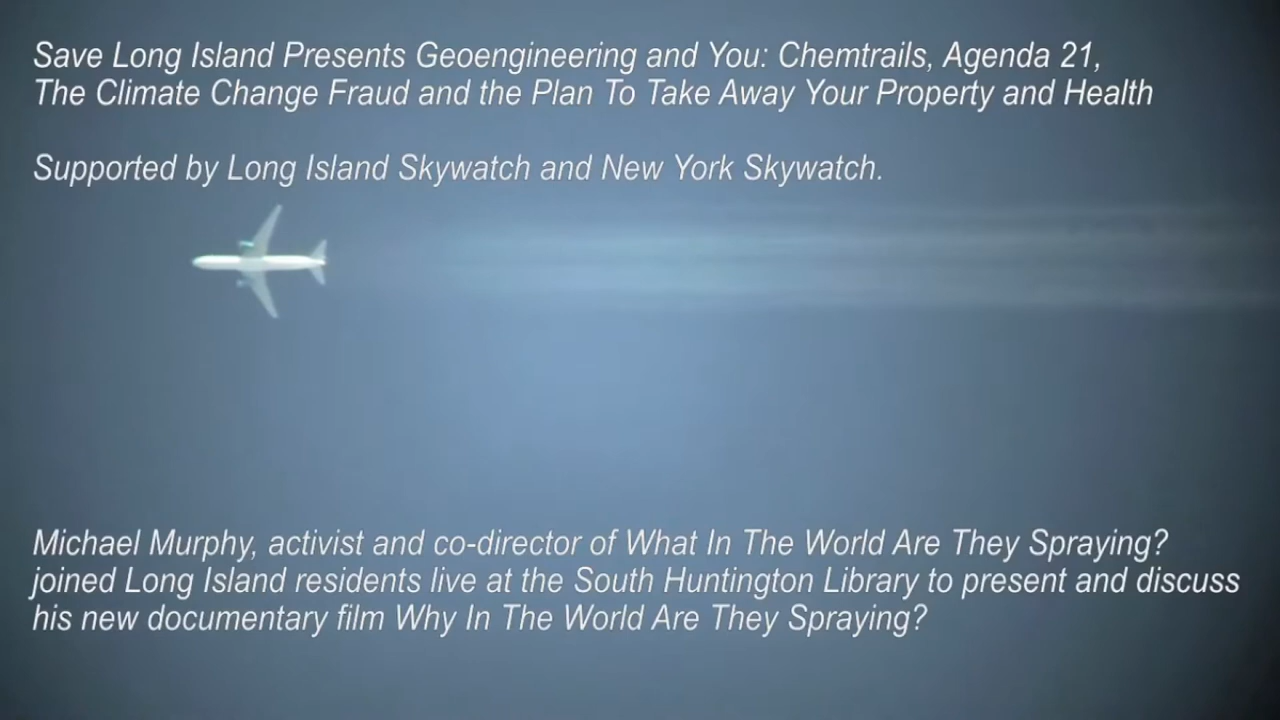 Save Long Island Presents Geoengineering and You: Chemtrails, Agenda 21,
The Climate Change Fraud and the Plan To Take Away Your Property and Health
Supported by Long Island Skywatch and New York Skywatch.
Michael Murphy, activist and co-director of What In The World Are They Spraying?
joined Long Island residents live at the South Huntington Library to present and discuss
his new documentary film Why In The World Are They Spraying?